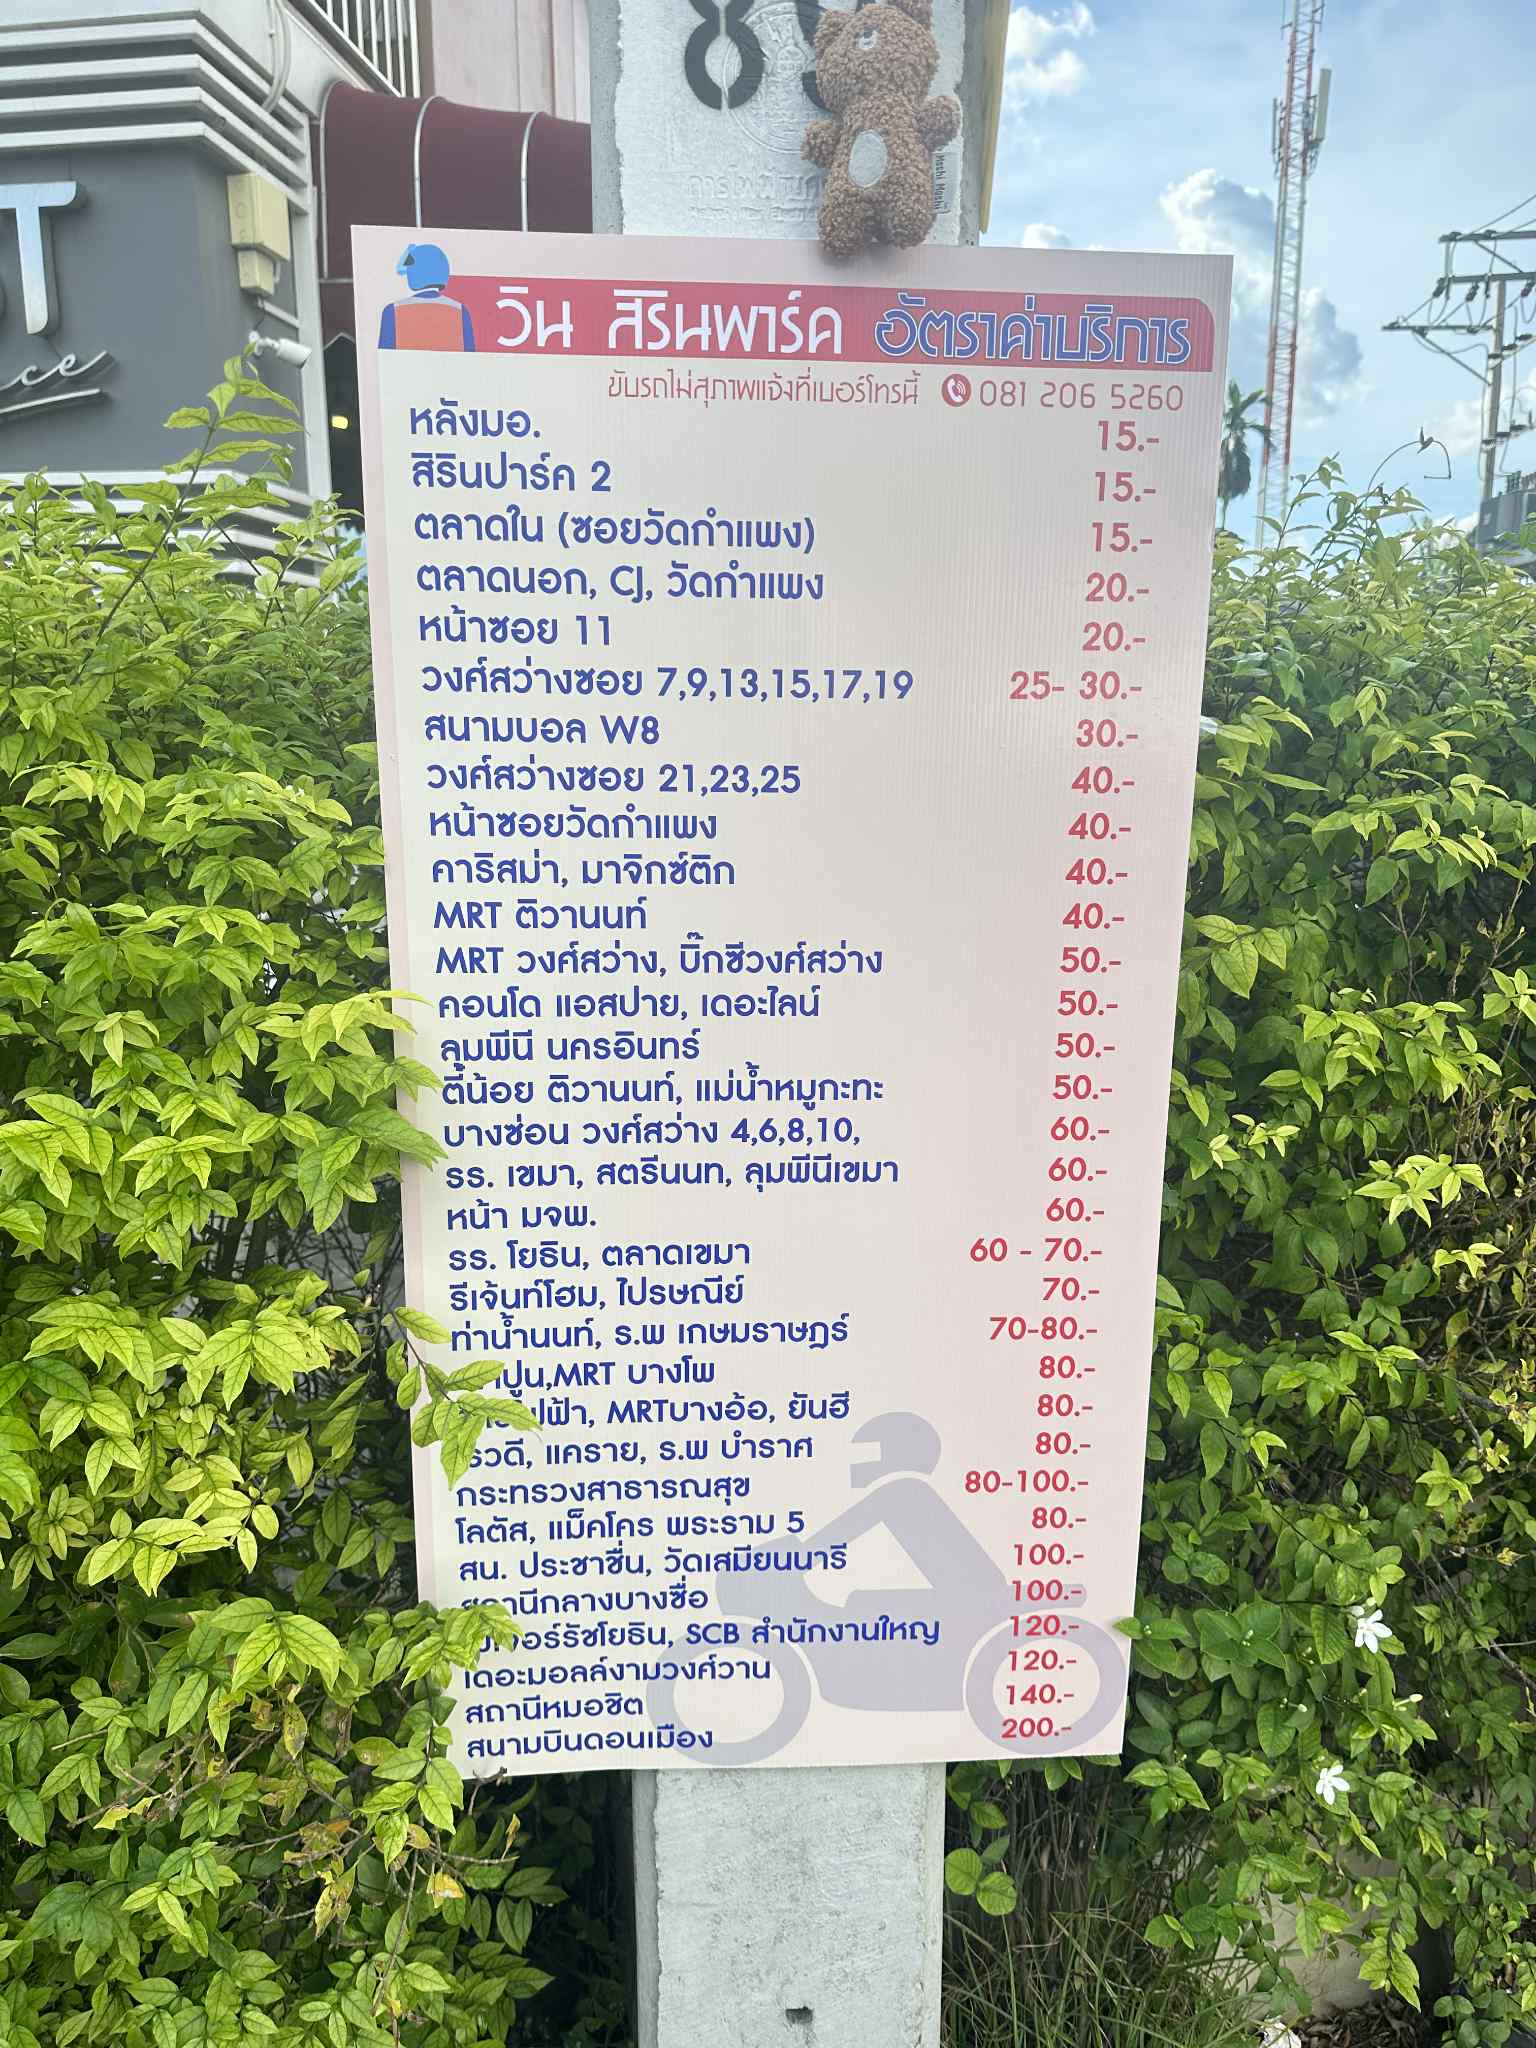 วิน สิรินพาร์ค อัตราค่าบริการ
ขับรถไม่สุภาพแจ้งที่เบอร์โทรนี้ 081 206 5260
หลังมอ. 15.-
สิรินปาร์ค 2 15.-
ตลาดใน (ซอยวัดกำแพง) 15.-
ตลาดนอก, CJ, วัดกำแพง 20.-
หน้าซอย 11 20.-
วงศ์สว่างซอย 7,9,13,15,17,19 25- 30.-
สนามบอล W8 30.-
วงศ์สว่างซอย 21,23,25 40.-
หน้าซอยวัดกำแพง 40.-
คาริสม่า, มาจิกซ์ติก 40.-
MRT ติวานนท์ 40.-
MRT วงศ์สว่าง, บิ๊กซีวงศ์สว่าง 50.-
คอนโด แอสปาย, เดอะไลน์ 50.-
ลุมพีนี นครอินทร์ 50.-
ตี๋น้อย ติวานนท์, แม่น้ำหมูกะทะ 50.-
บางซ่อน วงศ์สว่าง 4,6,8,10, 60.-
รร. เขมา, สตรีนนท, ลุมพีนีเขมา 60.-
หน้า มจพ. 60.-
รร. โยธิน, ตลาดเขมา 60 - 70.-
รีเจ้นท์โฮม, ไปรษณีย์ 70.-
ท่าน้ำนนท์, ร.พ เกษมราษฎร์ 70-80.-
MRT บางโพ 80.-
MRTบางอ้อ, ยันฮี 80.-
แคราย, ร.พ บำราศ 80.-
กระทรวงสาธารณสุข 80-100.-
โลตัส, แม็คโคร พระราม 5 80.-
สน. ประชาชื่น, วัดเสมียนนารี 100.-
สถานีกลางบางซื่อ 100.-
SCB สำนักงานใหญ่ 120.-
เดอะมอลล์งามวงศ์วาน 120.-
สถานีหมอชิต 140.-
สนามบินดอนเมือง 200.-